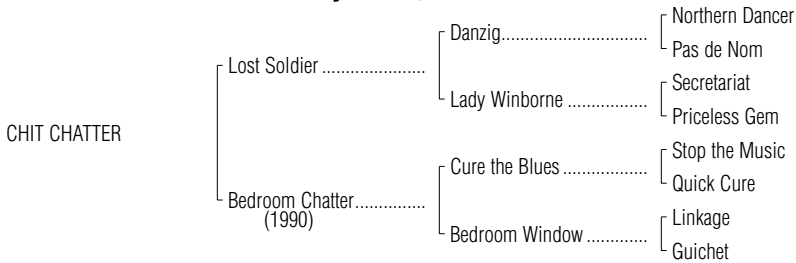 Northern Dancer
Danzig................................
Pas de Nom
Lost Soldier ......................
Secretariat
Lady Winborne .................
Priceless Gem
CHIT CHATTER
Stop the Music
Cure the Blues ..................
Quick Cure
Bedroom Chatter...............
(1990)
Linkage
Bedroom Window .............
Guichet